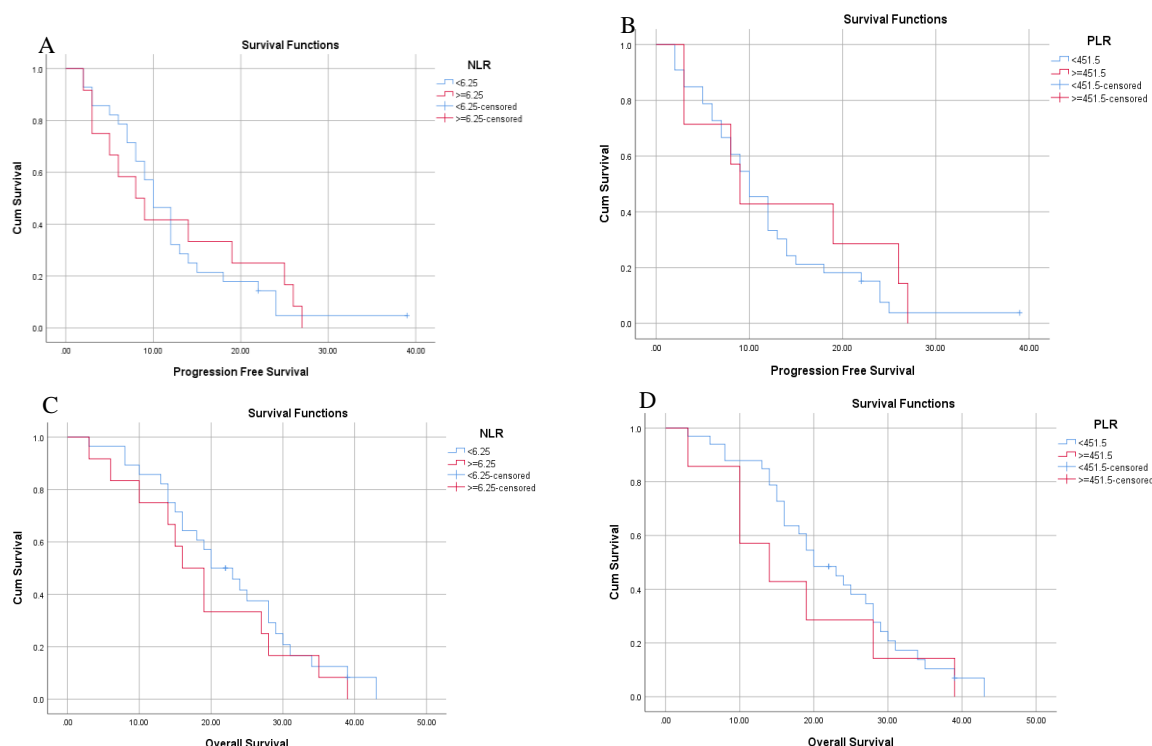 A
Survival Functions
NLR
<6.25
>=6.25
<6.25-censored
>=6.25-censored
Cum Survival
1.0
0.8
0.6
0.4
0.2
0.0
.00 10.00 20.00 30.00 40.00
Progression Free Survival
B
Survival Functions
PLR
<451.5
>=451.5
<451.5-censored
>=451.5-censored
Cum Survival
1.0
0.8
0.6
0.4
0.2
0.0
.00 10.00 20.00 30.00 40.00
Progression Free Survival
C
Survival Functions
NLR
<6.25
>=6.25
<6.25-censored
>=6.25-censored
Cum Survival
1.0
0.8
0.6
0.4
0.2
0.0
.00 10.00 20.00 30.00 40.00 50.00
Overall Survival
D
Survival Functions
PLR
<451.5
>=451.5
<451.5-censored
>=451.5-censored
Cum Survival
1.0
0.8
0.6
0.4
0.2
0.0
.00 10.00 20.00 30.00 40.00 50.00
Overall Survival